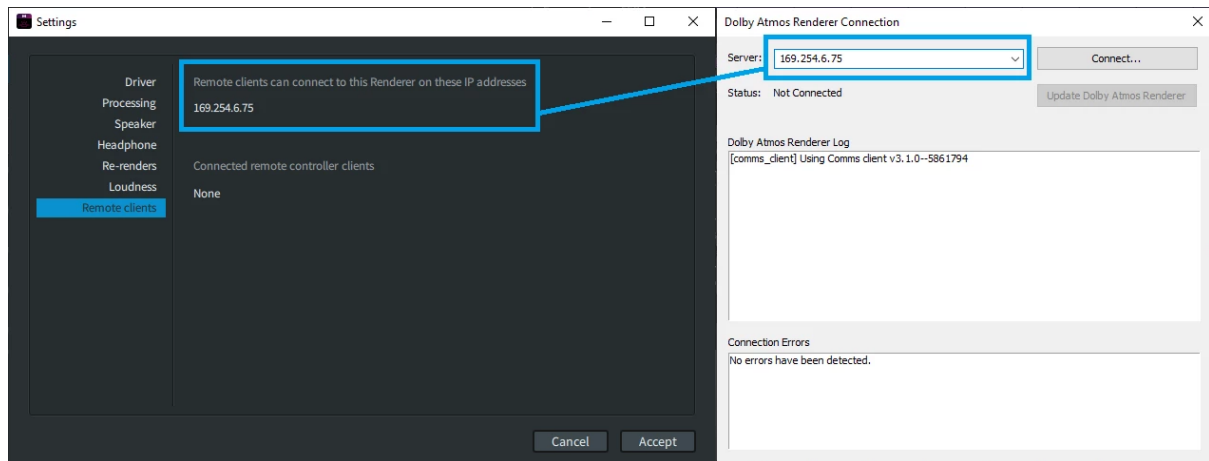 Settings
Driver
Processing
Speaker
Headphone
Re-renders
Loudness
Remote clients
Remote clients can connect to this Renderer on these IP addresses
169.254.6.75
Connected remote controller clients
None
Cancel
Accept
Dolby Atmos Renderer Connection
Server: 169.254.6.75
Connect...
Status: Not Connected
Update Dolby Atmos Renderer
Dolby Atmos Renderer Log
[comms_client] Using Comms client v3.1.0--5861794
Connection Errors
No errors have been detected.